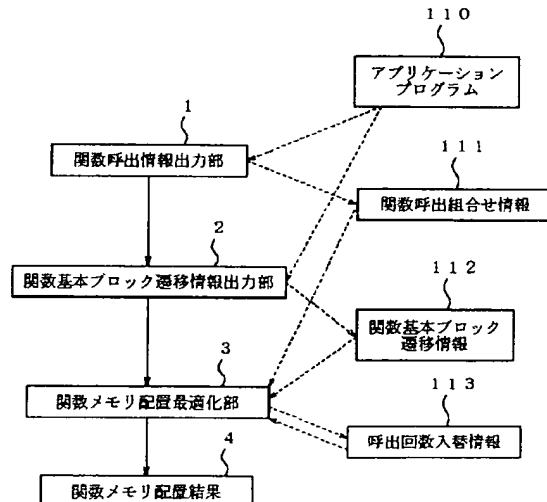 110
アプリケーション
プログラム
1
関数呼出情報出力部
111
関数呼出組合せ情報
2
関数基本ブロック遷移情報出力部
112
関数基本ブロック
遷移情報
3
関数メモリ配置最適化部
113
呼出回数入替情報
4
関数メモリ配置結果